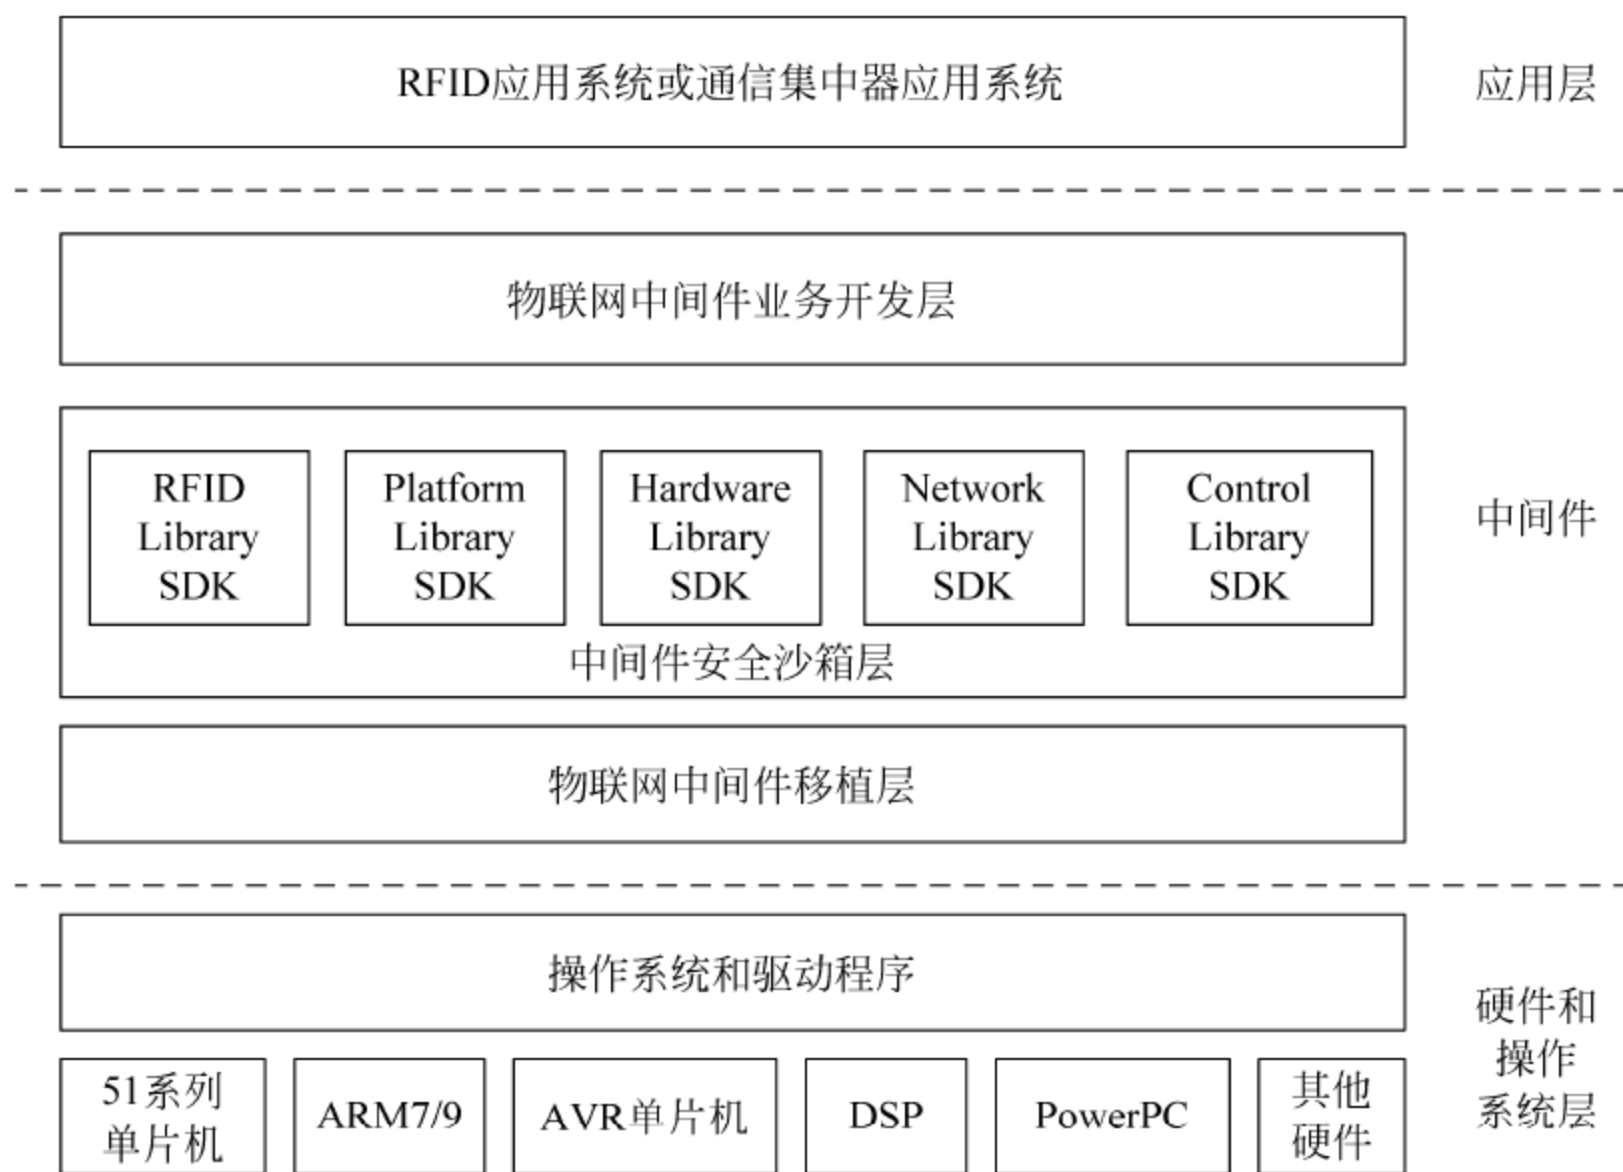 RFID应用系统或通信集中器应用系统
应用层
物联网中间件业务开发层
RFID
Library
SDK
Platform
Library
SDK
Hardware
Library
SDK
Network
Library
SDK
Control
Library
SDK
中间件安全沙箱层
中间件
物联网中间件移植层
操作系统和驱动程序
51系列
单片机
ARM7/9
AVR单片机
DSP
PowerPC
其他
硬件
硬件和
操作
系统层